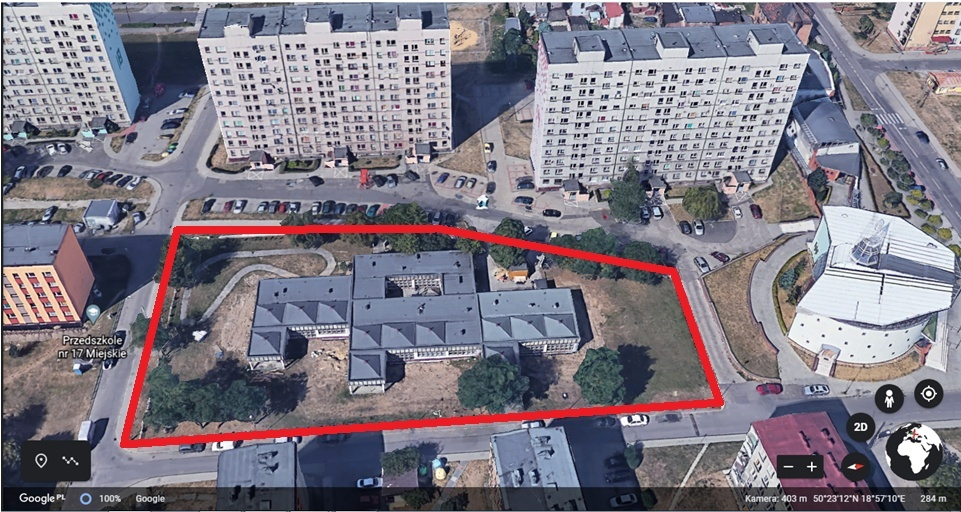 Przedszkole
nr 17 Miejskie
2D
Google PL 100% Google Kamera: 403 m 50°23'12"N 18°57'10"E 284 m